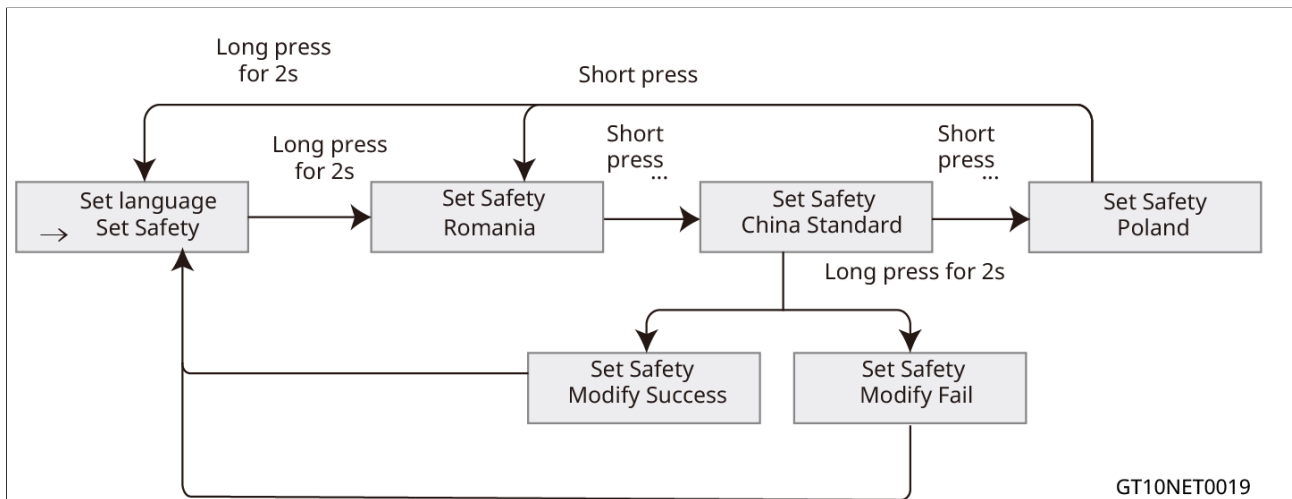 Long press
for 2s
Short press
Long press
for 2s
Short
press
...
Short
press
...
Set language
→ Set Safety
Set Safety
Romania
Set Safety
China Standard
Set Safety
Poland
Long press for 2s
Set Safety
Modify Success
Set Safety
Modify Fail
GT10NET0019